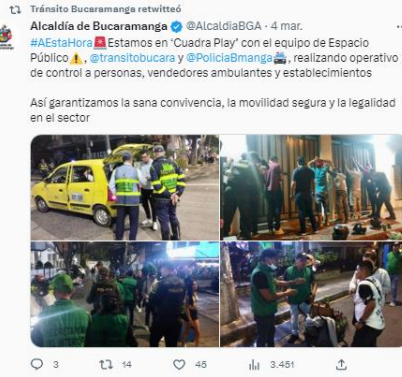 Tránsito Bucaramanga retwitteó
Alcaldía de Bucaramanga @AlcaldiaBGA · 4 mar.
#AEstaHora🚨Estamos en ‘Cuadra Play’ con el equipo de Espacio
Público⚠️, @transitobucara y @PoliciaBmanga🚔, realizando operativo
de control a personas, vendedores ambulantes y establecimientos
Así garantizamos la sana convivencia, la movilidad segura y la legalidad
en el sector
3 14 45 3.451